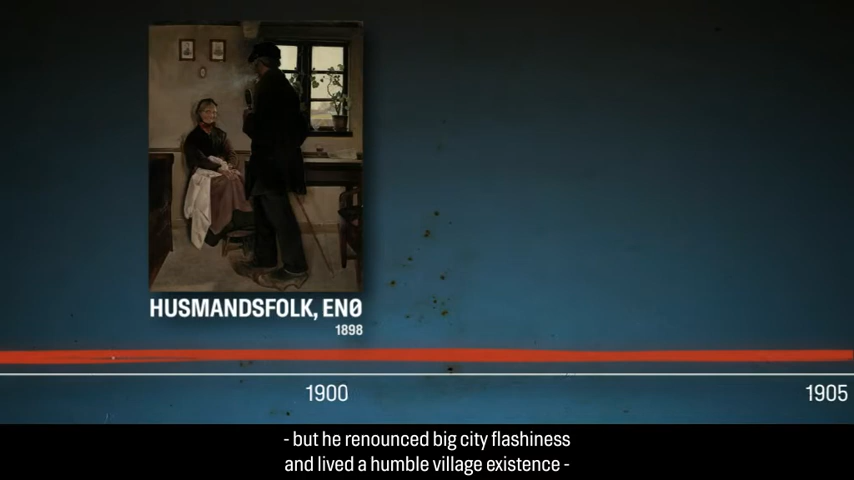 HUSMANDSFOLK, ENØ
1898
1900
1905
- but he renounced big city flashiness
and lived a humble village existence -